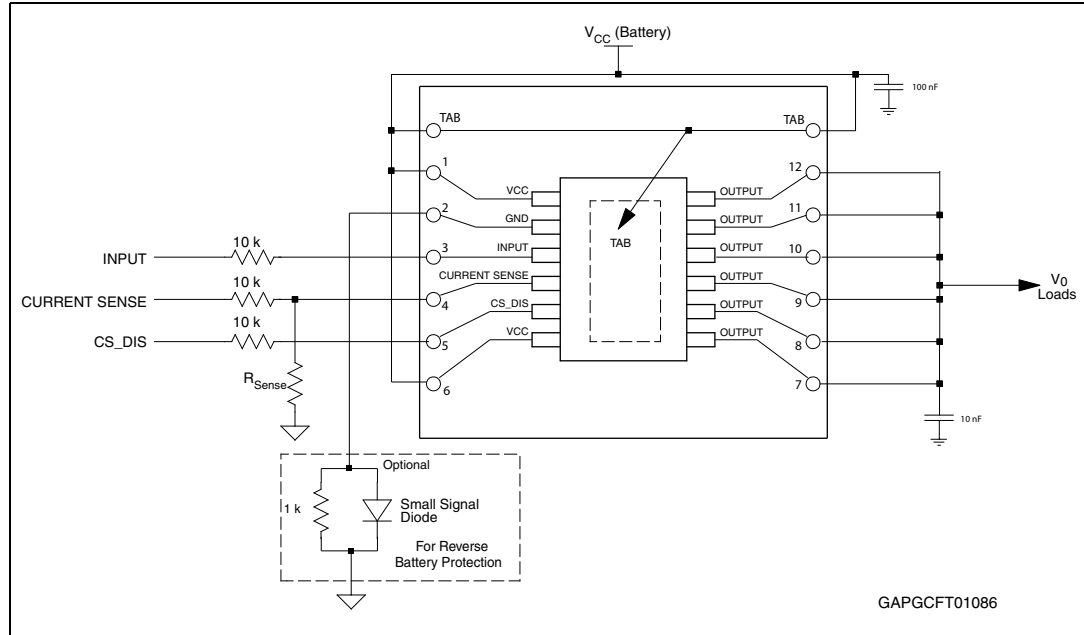 VCC (Battery)
100 nF
TAB
TAB
1
12
VCC
OUTPUT
2
11
GND
OUTPUT
TAB
10 k
INPUT
3
INPUT
OUTPUT
10
10 k
CURRENT SENSE
4
CURRENT SENSE
OUTPUT
9
V0
Loads
10 k
CS_DIS
5
CS_DIS
OUTPUT
8
VCC
OUTPUT
6
7
RSense
10 nF
Optional
1 k
Small Signal
Diode
For Reverse
Battery Protection
GAPGCFT01086